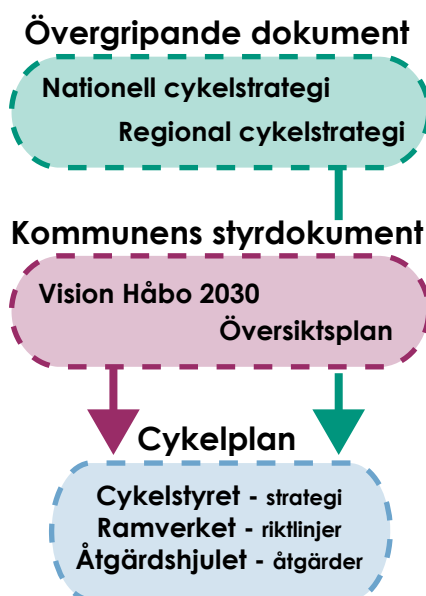 Övergripande dokument
Nationell cykelstrategi
Regional cykelstrategi
Kommunens styrdokument
Vision Håbo 2030
Översiktsplan
Cykelplan
Cykelstyret - strategi
Ramverket - riktlinjer
Åtgärdshjulet - åtgärder